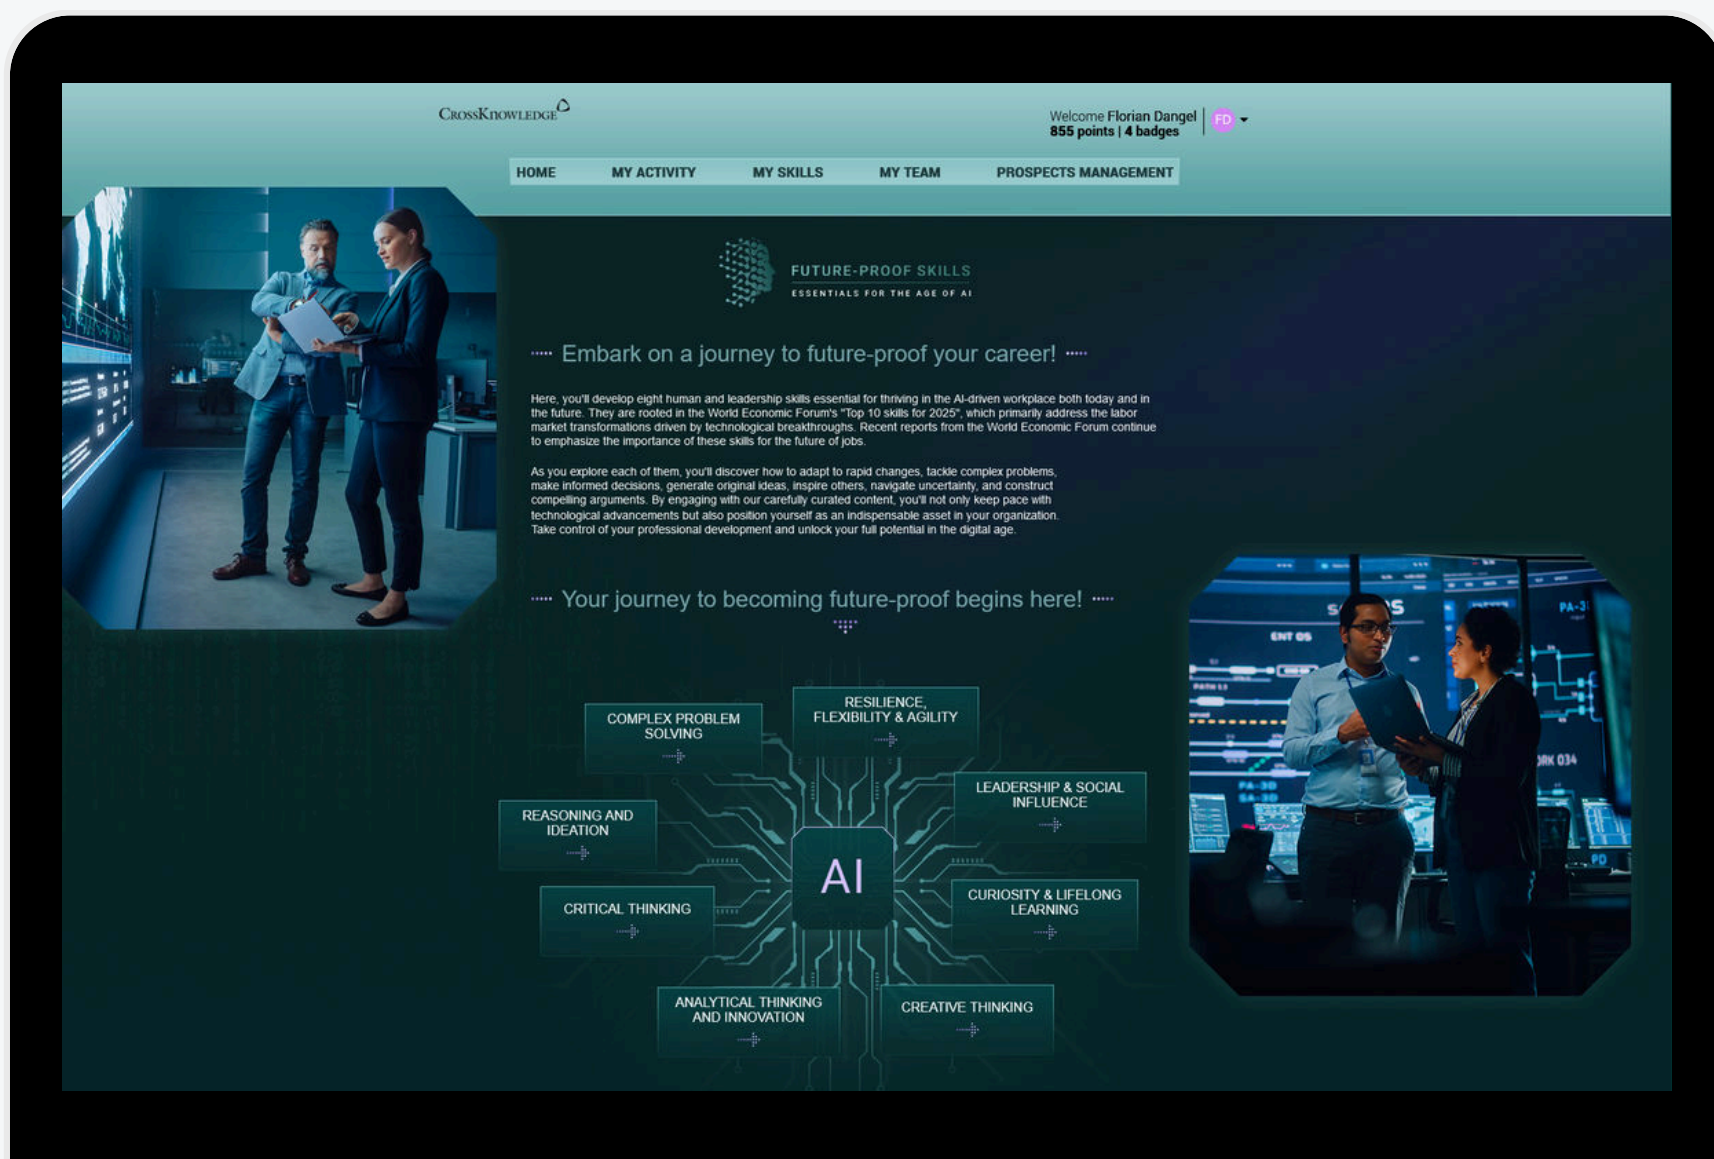 CROSSKNOWLEDGE
Welcome Florian Dangel
855 points | 4 badges
FD
HOME
MY ACTIVITY
MY SKILLS
MY TEAM
PROSPECTS MANAGEMENT
FUTURE-PROOF SKILLS
ESSENTIALS FOR THE AGE OF AI
Embark on a journey to future-proof your career!
Here, you'll develop eight human and leadership skills essential for thriving in the AI-driven workplace both today and in
the future. They are rooted in the World Economic Forum's "Top 10 skills for 2025", which primarily address the labor
market transformations driven by technological breakthroughs. Recent reports from the World Economic Forum continue
to emphasize the importance of these skills for the future of jobs.
As you explore each of them, you'll discover how to adapt to rapid changes, tackle complex problems,
make informed decisions, generate original ideas, inspire others, navigate uncertainty, and construct
compelling arguments. By engaging with our carefully curated content, you'll not only keep pace with
technological advancements but also position yourself as an indispensable asset in your organization.
Take control of your professional development and unlock your full potential in the digital age.
Your journey to becoming future-proof begins here!
COMPLEX PROBLEM
SOLVING
RESILIENCE,
FLEXIBILITY & AGILITY
LEADERSHIP & SOCIAL
INFLUENCE
REASONING AND
IDEATION
AI
CURIOSITY & LIFELONG
LEARNING
CRITICAL THINKING
ANALYTICAL THINKING
AND INNOVATION
CREATIVE THINKING
ENT OS
PA-3D
SA-3D
PD